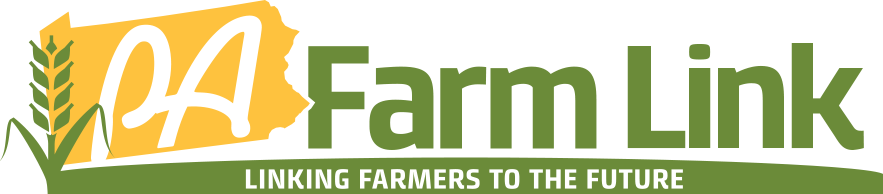 PA Farm Link
LINKING FARMERS TO THE FUTURE